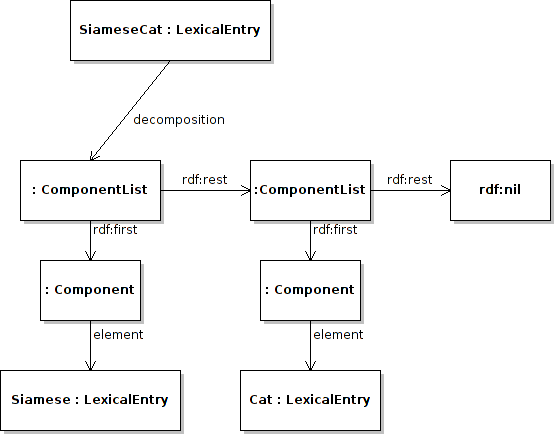 SiameseCat : LexicalEntry
decomposition
: ComponentList
rdf:rest
:ComponentList
rdf:rest
rdf:nil
rdf:first
rdf:first
: Component
: Component
element
element
Siamese : LexicalEntry
Cat : LexicalEntry